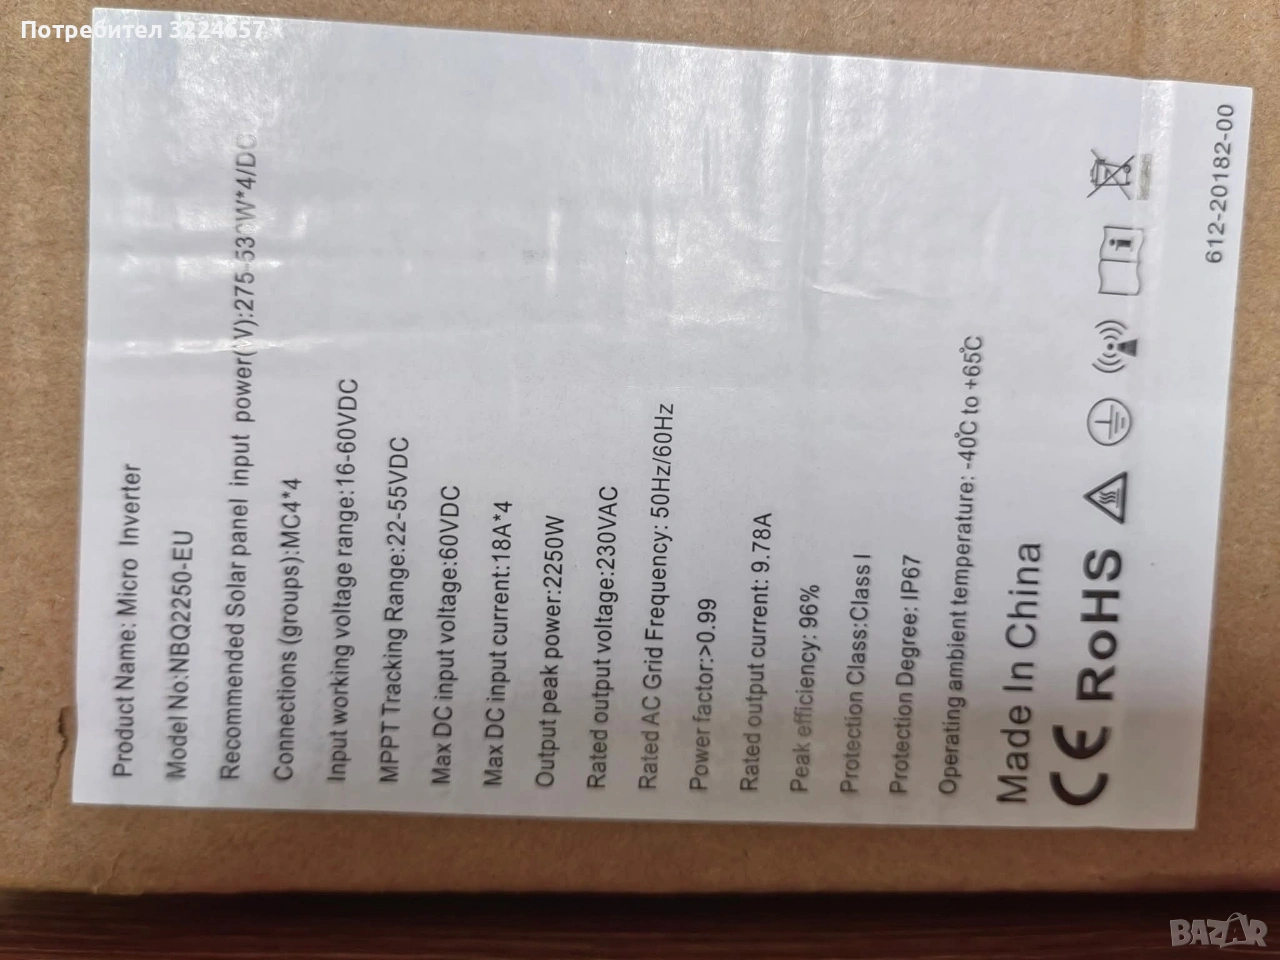 Потребител 3224657
Product Name: Micro Inverter
Model No:NBQ2250-EU
Recommended Solar panel input power(W):275-530W*4/DC
Connections (groups):MC4*4
Input working voltage range:16-60VDC
MPPT Tracking Range:22-55VDC
Max DC input voltage:60VDC
Max DC input current:18A*4
Output peak power:2250W
Rated output voltage:230VAC
Rated AC Grid Frequency: 50Hz/60Hz
Power factor:>0.99
Rated output current: 9.78A
Peak efficiency: 96%
Protection Class:Class I
Protection Degree: IP67
Operating ambient temperature: -40℃ to +65℃
Made In China
CE RoHS
612-20182-00
BAZAR